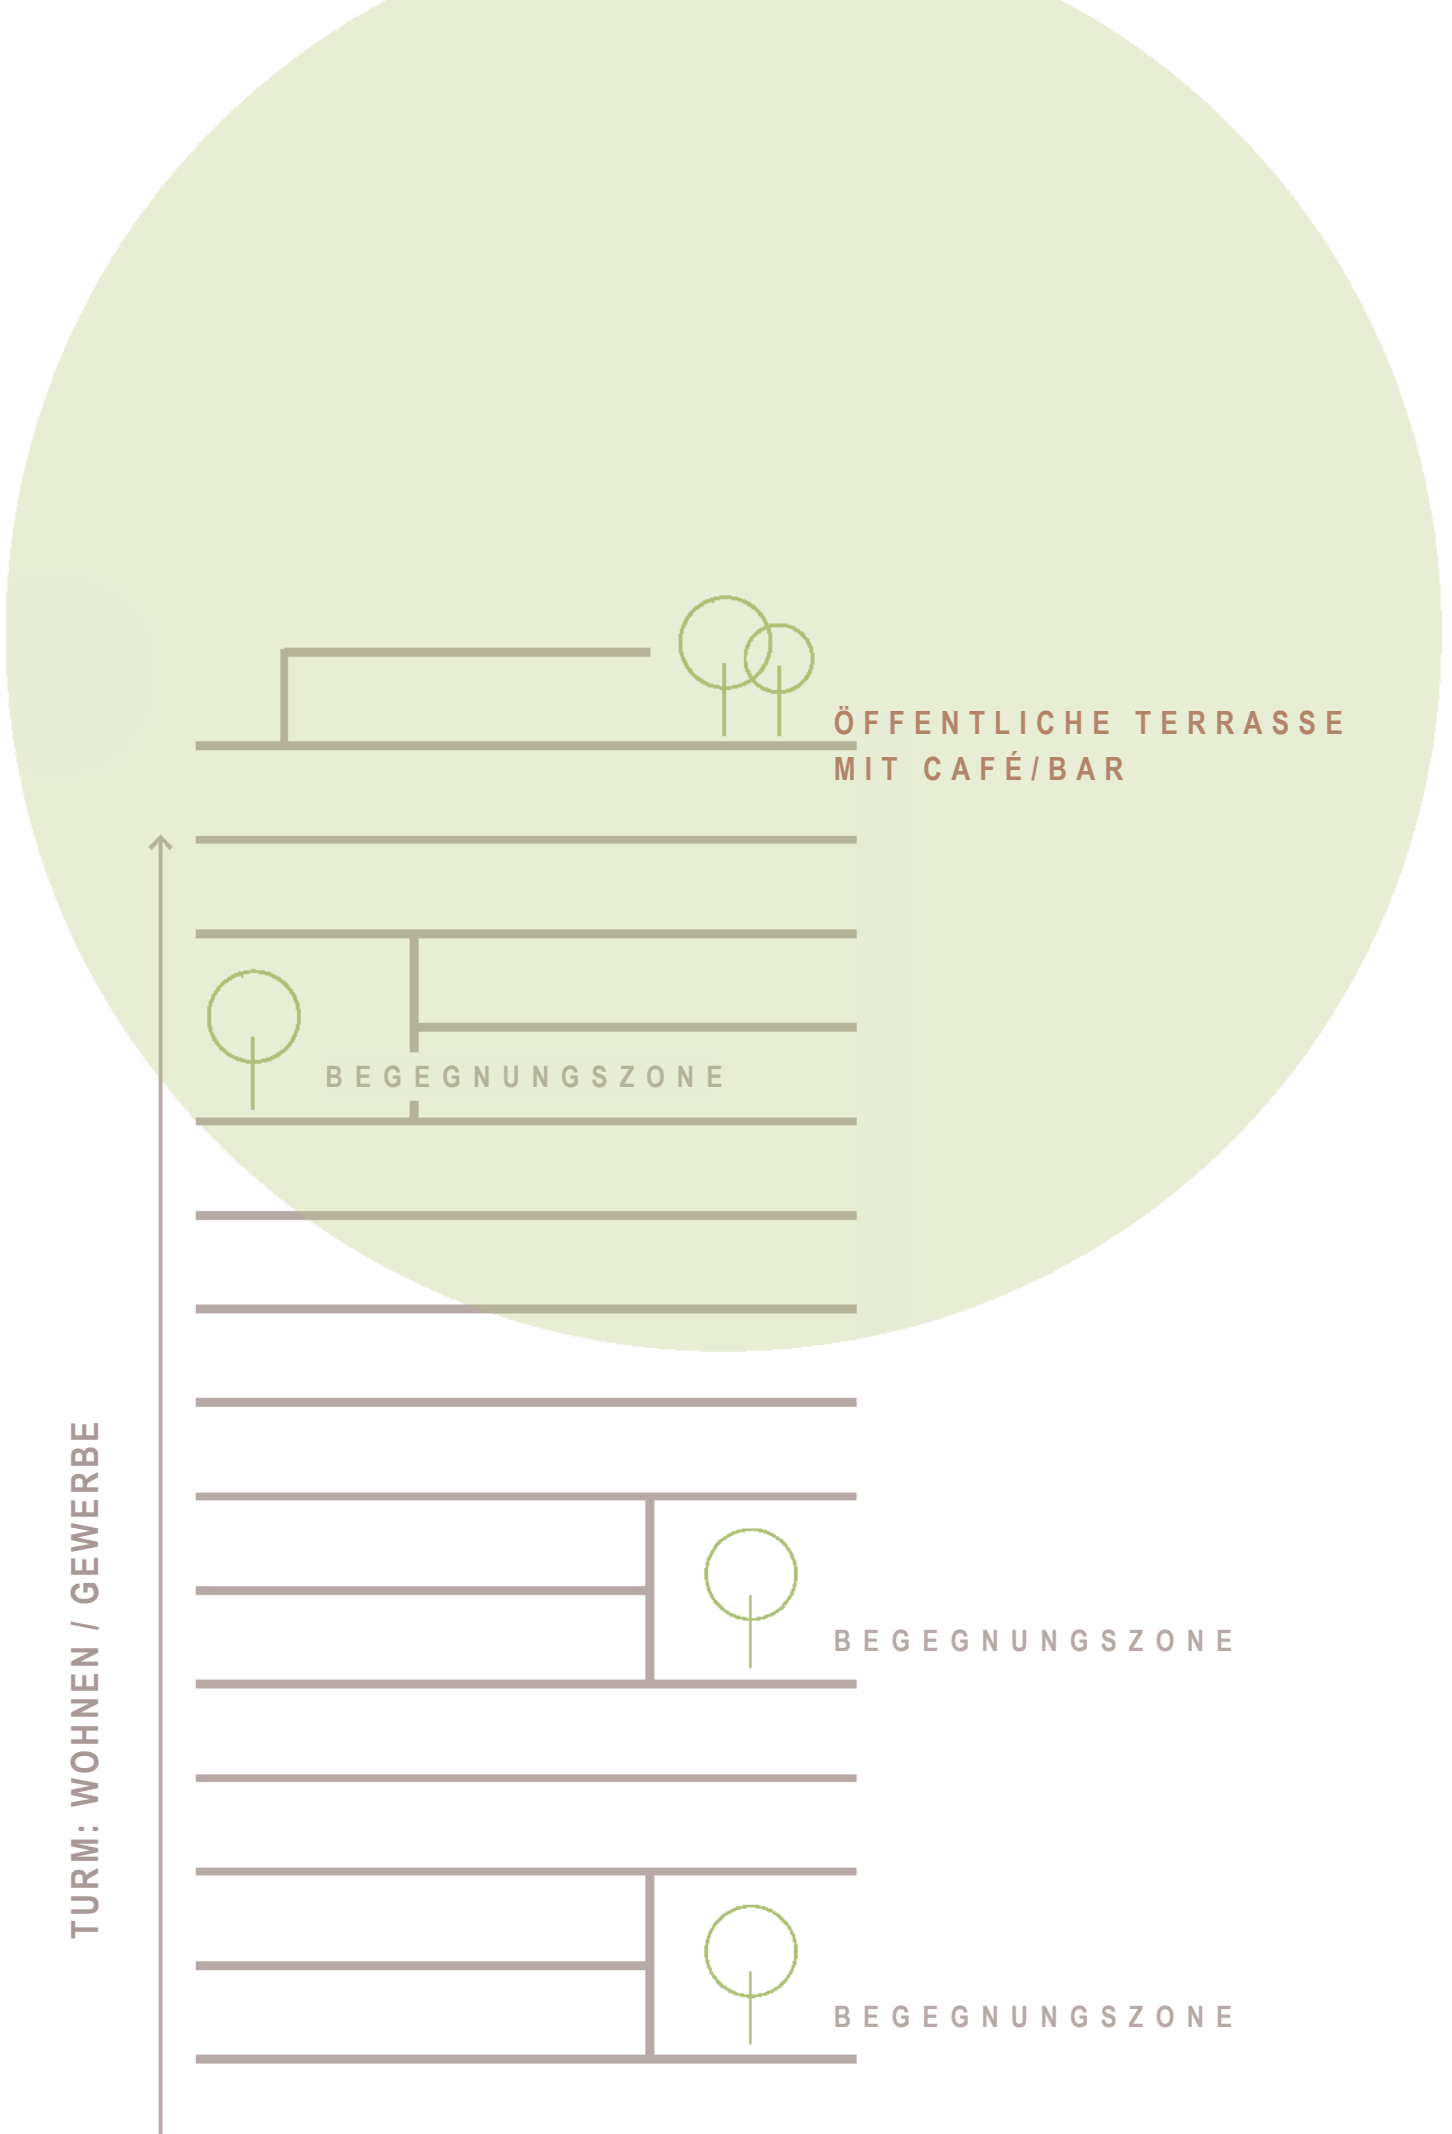 ÖFFENTLICHE TERRASSE
MIT CAFÉ/BAR
BEGEGNUNGSZONE
TURM: WOHNEN / GEWERBE
BEGEGNUNGSZONE
BEGEGNUNGSZONE